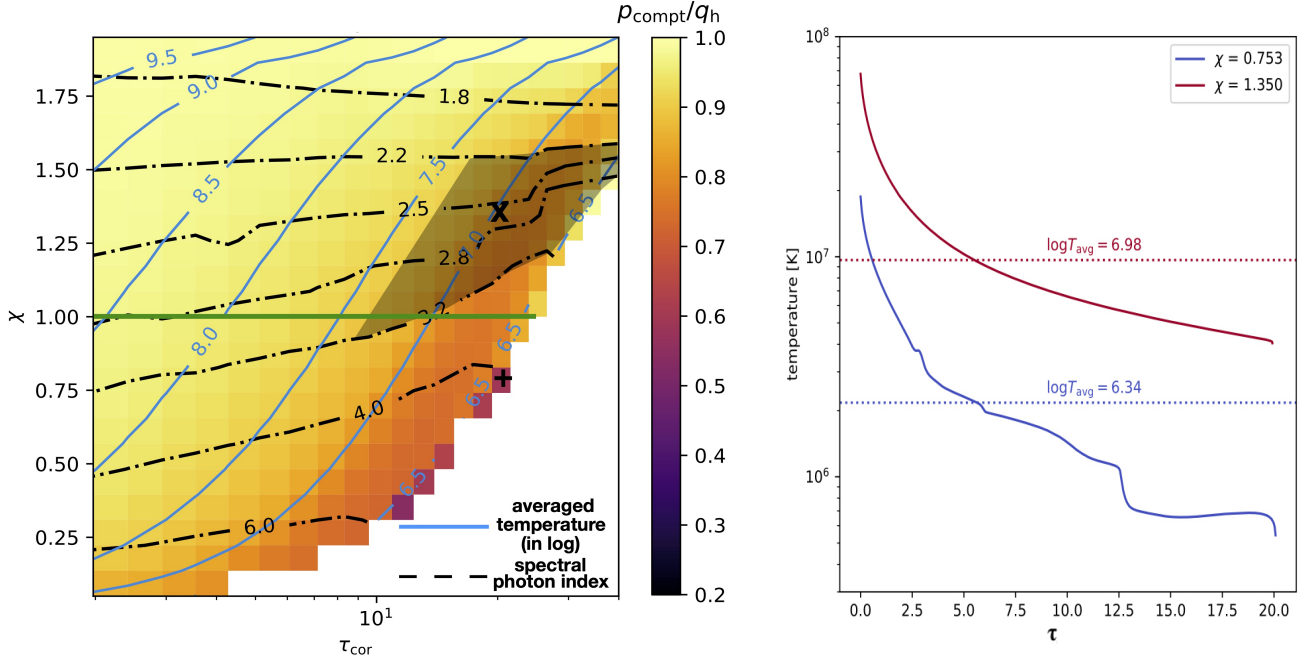 p_compt/q_h
9.5
9.0
8.5
8.0
7.5
7.0
6.5
6.5
6.5
6.5
1.8
2.2
2.5
2.8
3.2
4.0
6.0
x
+
averaged
temperature
(in log)
spectral
photon index
1.75
1.50
1.25
1.00
0.75
0.50
0.25
χ
10¹
τ_cor
1.0
0.9
0.8
0.7
0.6
0.5
0.4
0.3
0.2
10⁸
10⁷
10⁶
temperature [K]
χ = 0.753
χ = 1.350
logT_avg = 6.98
logT_avg = 6.34
0.0 2.5 5.0 7.5 10.0 12.5 15.0 17.5 20.0
τ